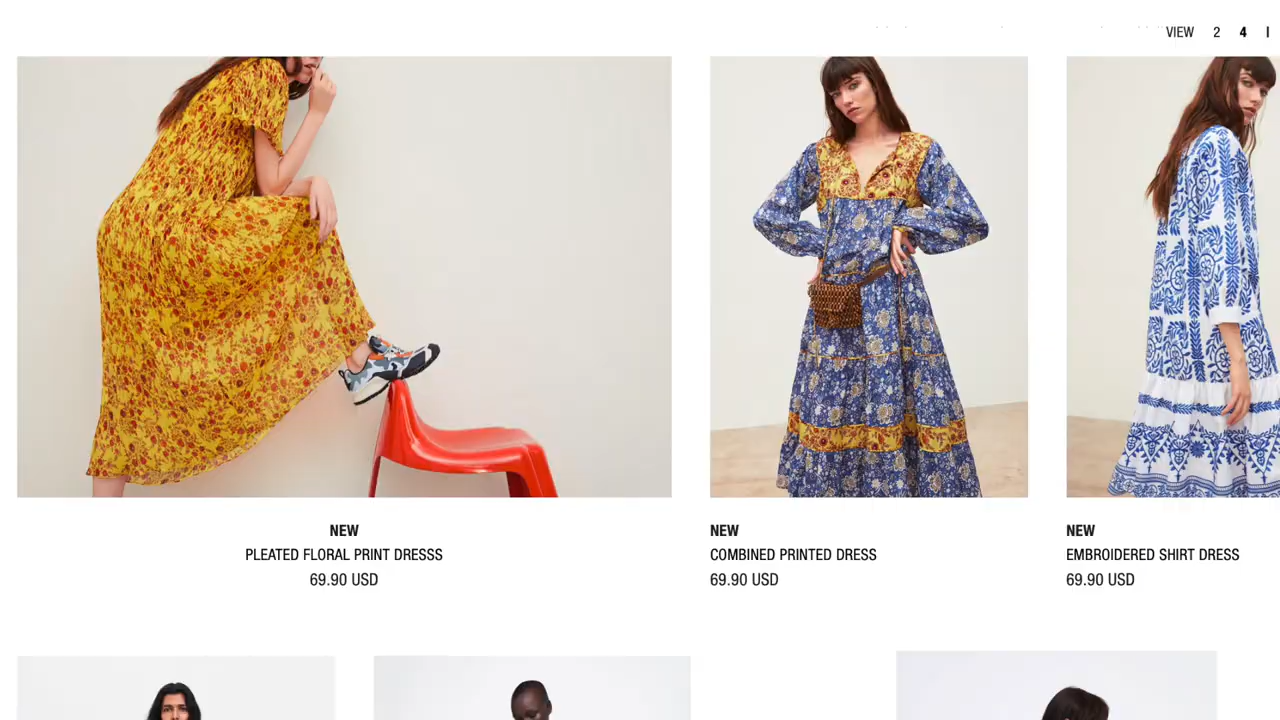 VIEW 2 4
NEW
PLEATED FLORAL PRINT DRESSS
69.90 USD
NEW
COMBINED PRINTED DRESS
69.90 USD
NEW
EMBROIDERED SHIRT DRESS
69.90 USD